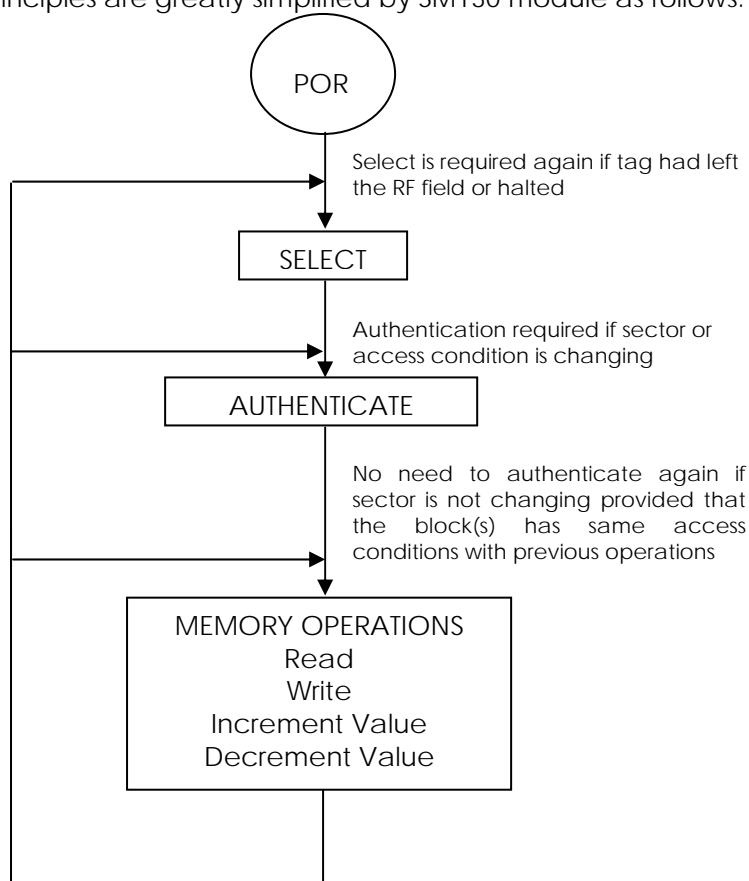 inciples are greatly simplified by SM130 module as follows:
POR
Select is required again if tag had left
the RF field or halted
SELECT
Authentication required if sector or
access condition is changing
AUTHENTICATE
No need to authenticate again if
sector is not changing provided that
the block(s) has same access
conditions with previous operations
MEMORY OPERATIONS
Read
Write
Increment Value
Decrement Value